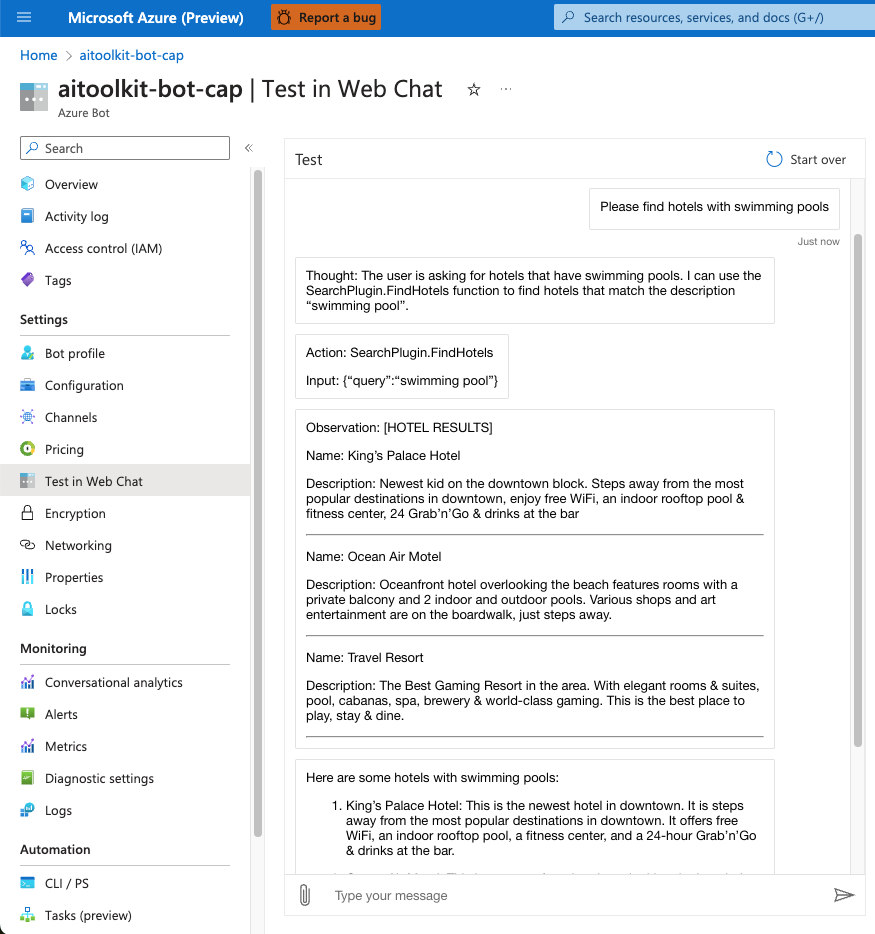 Microsoft Azure (Preview)
Report a bug
Search resources, services, and docs (G+/)
Home > aitoolkit-bot-cap
aitoolkit-bot-cap | Test in Web Chat
Azure Bot
Search
Overview
Activity log
Access control (IAM)
Tags
Settings
Bot profile
Configuration
Channels
Pricing
Test in Web Chat
Encryption
Networking
Properties
Locks
Monitoring
Conversational analytics
Alerts
Metrics
Diagnostic settings
Logs
Automation
CLI / PS
Tasks (preview)
Test
Start over
Please find hotels with swimming pools
Just now
Thought: The user is asking for hotels that have swimming pools. I can use the
SearchPlugin.FindHotels function to find hotels that match the description
“swimming pool”.
Action: SearchPlugin.FindHotels
Input: {“query”:“swimming pool”}
Observation: [HOTEL RESULTS]
Name: King’s Palace Hotel
Description: Newest kid on the downtown block. Steps away from the most
popular destinations in downtown, enjoy free WiFi, an indoor rooftop pool &
fitness center, 24 Grab’n’Go & drinks at the bar
Name: Ocean Air Motel
Description: Oceanfront hotel overlooking the beach features rooms with a
private balcony and 2 indoor and outdoor pools. Various shops and art
entertainment are on the boardwalk, just steps away.
Name: Travel Resort
Description: The Best Gaming Resort in the area. With elegant rooms & suites,
pool, cabanas, spa, brewery & world-class gaming. This is the best place to
play, stay & dine.
Here are some hotels with swimming pools:
1. King’s Palace Hotel: This is the newest hotel in downtown. It is steps
away from the most popular destinations in downtown. It offers free
WiFi, an indoor rooftop pool, a fitness center, and a 24-hour Grab’n’Go
& drinks at the bar.
Type your message